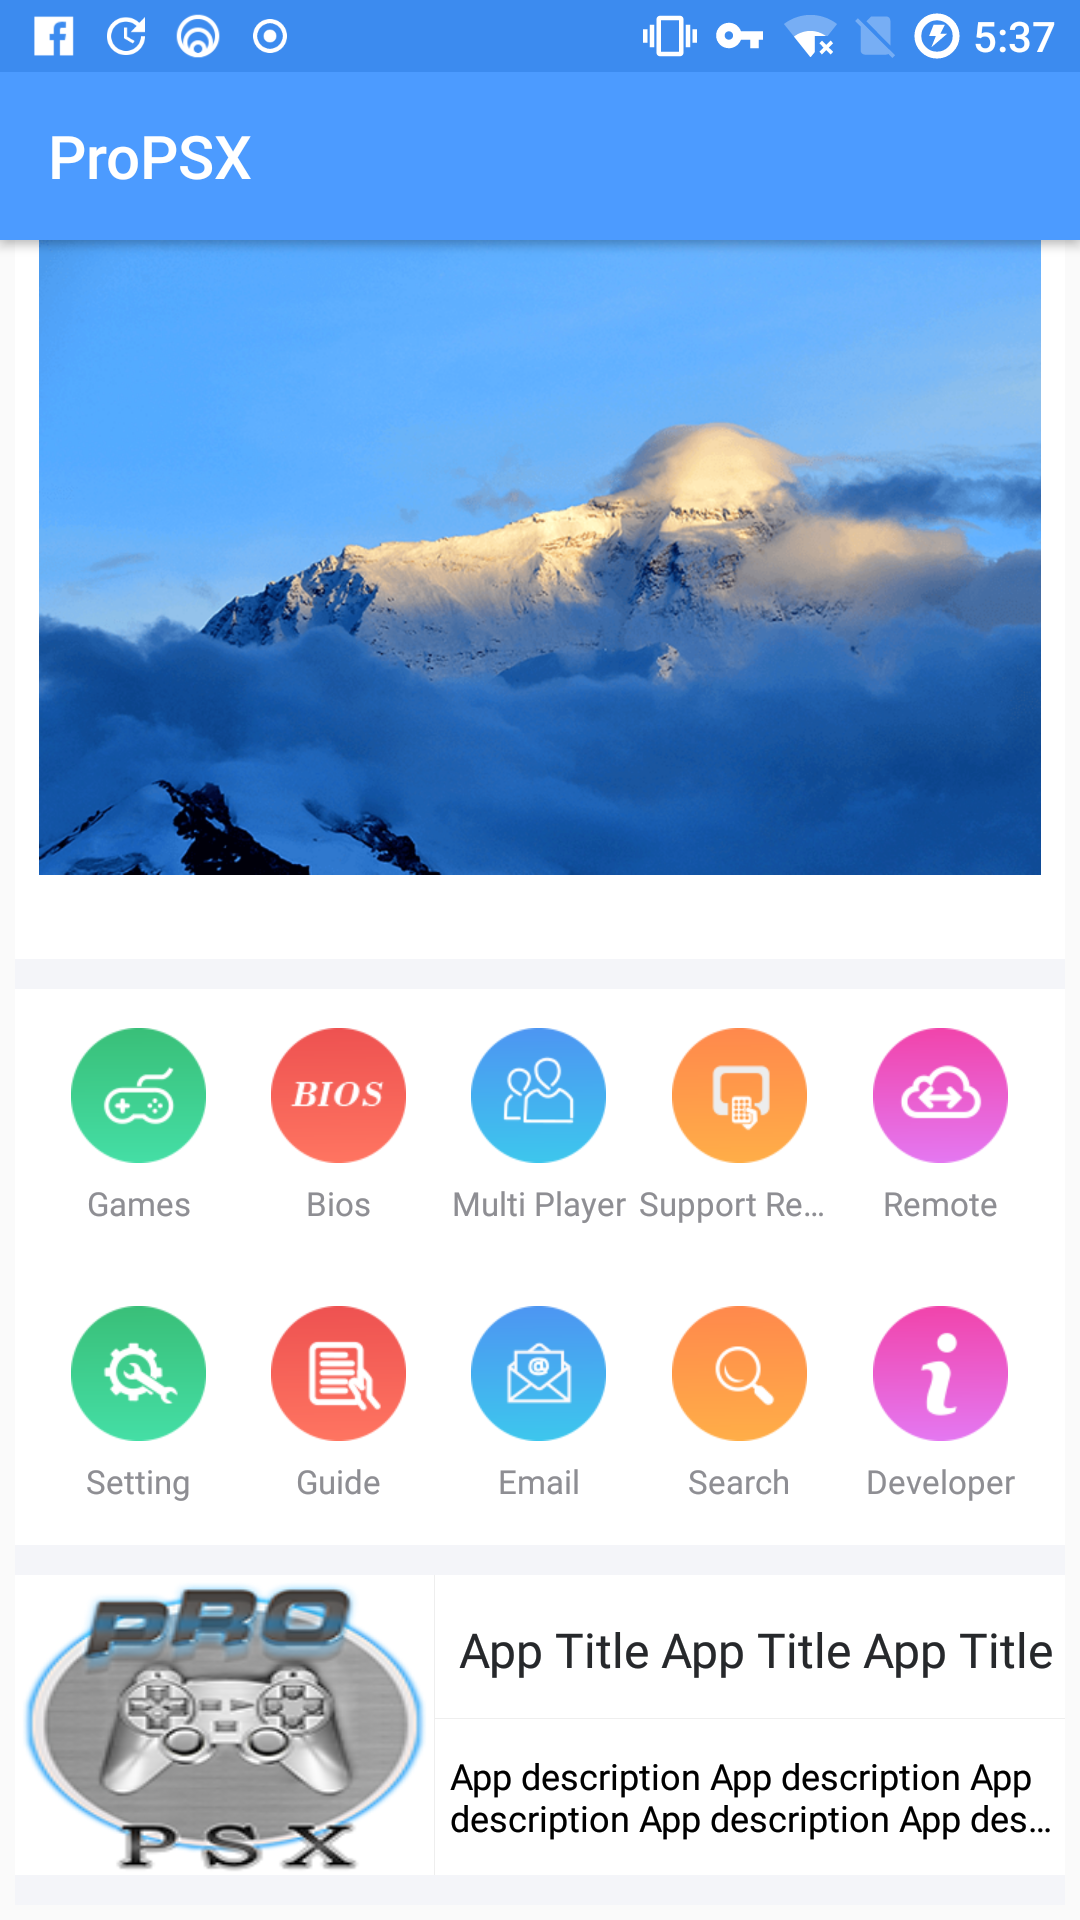 5:37
ProPSX
BIOS
Games
Bios
Multi Player
Support Re...
Remote
@
Setting
Guide
Email
Search
Developer
PRO
PSX
App Title App Title App Title
App description App description App
description App description App des...